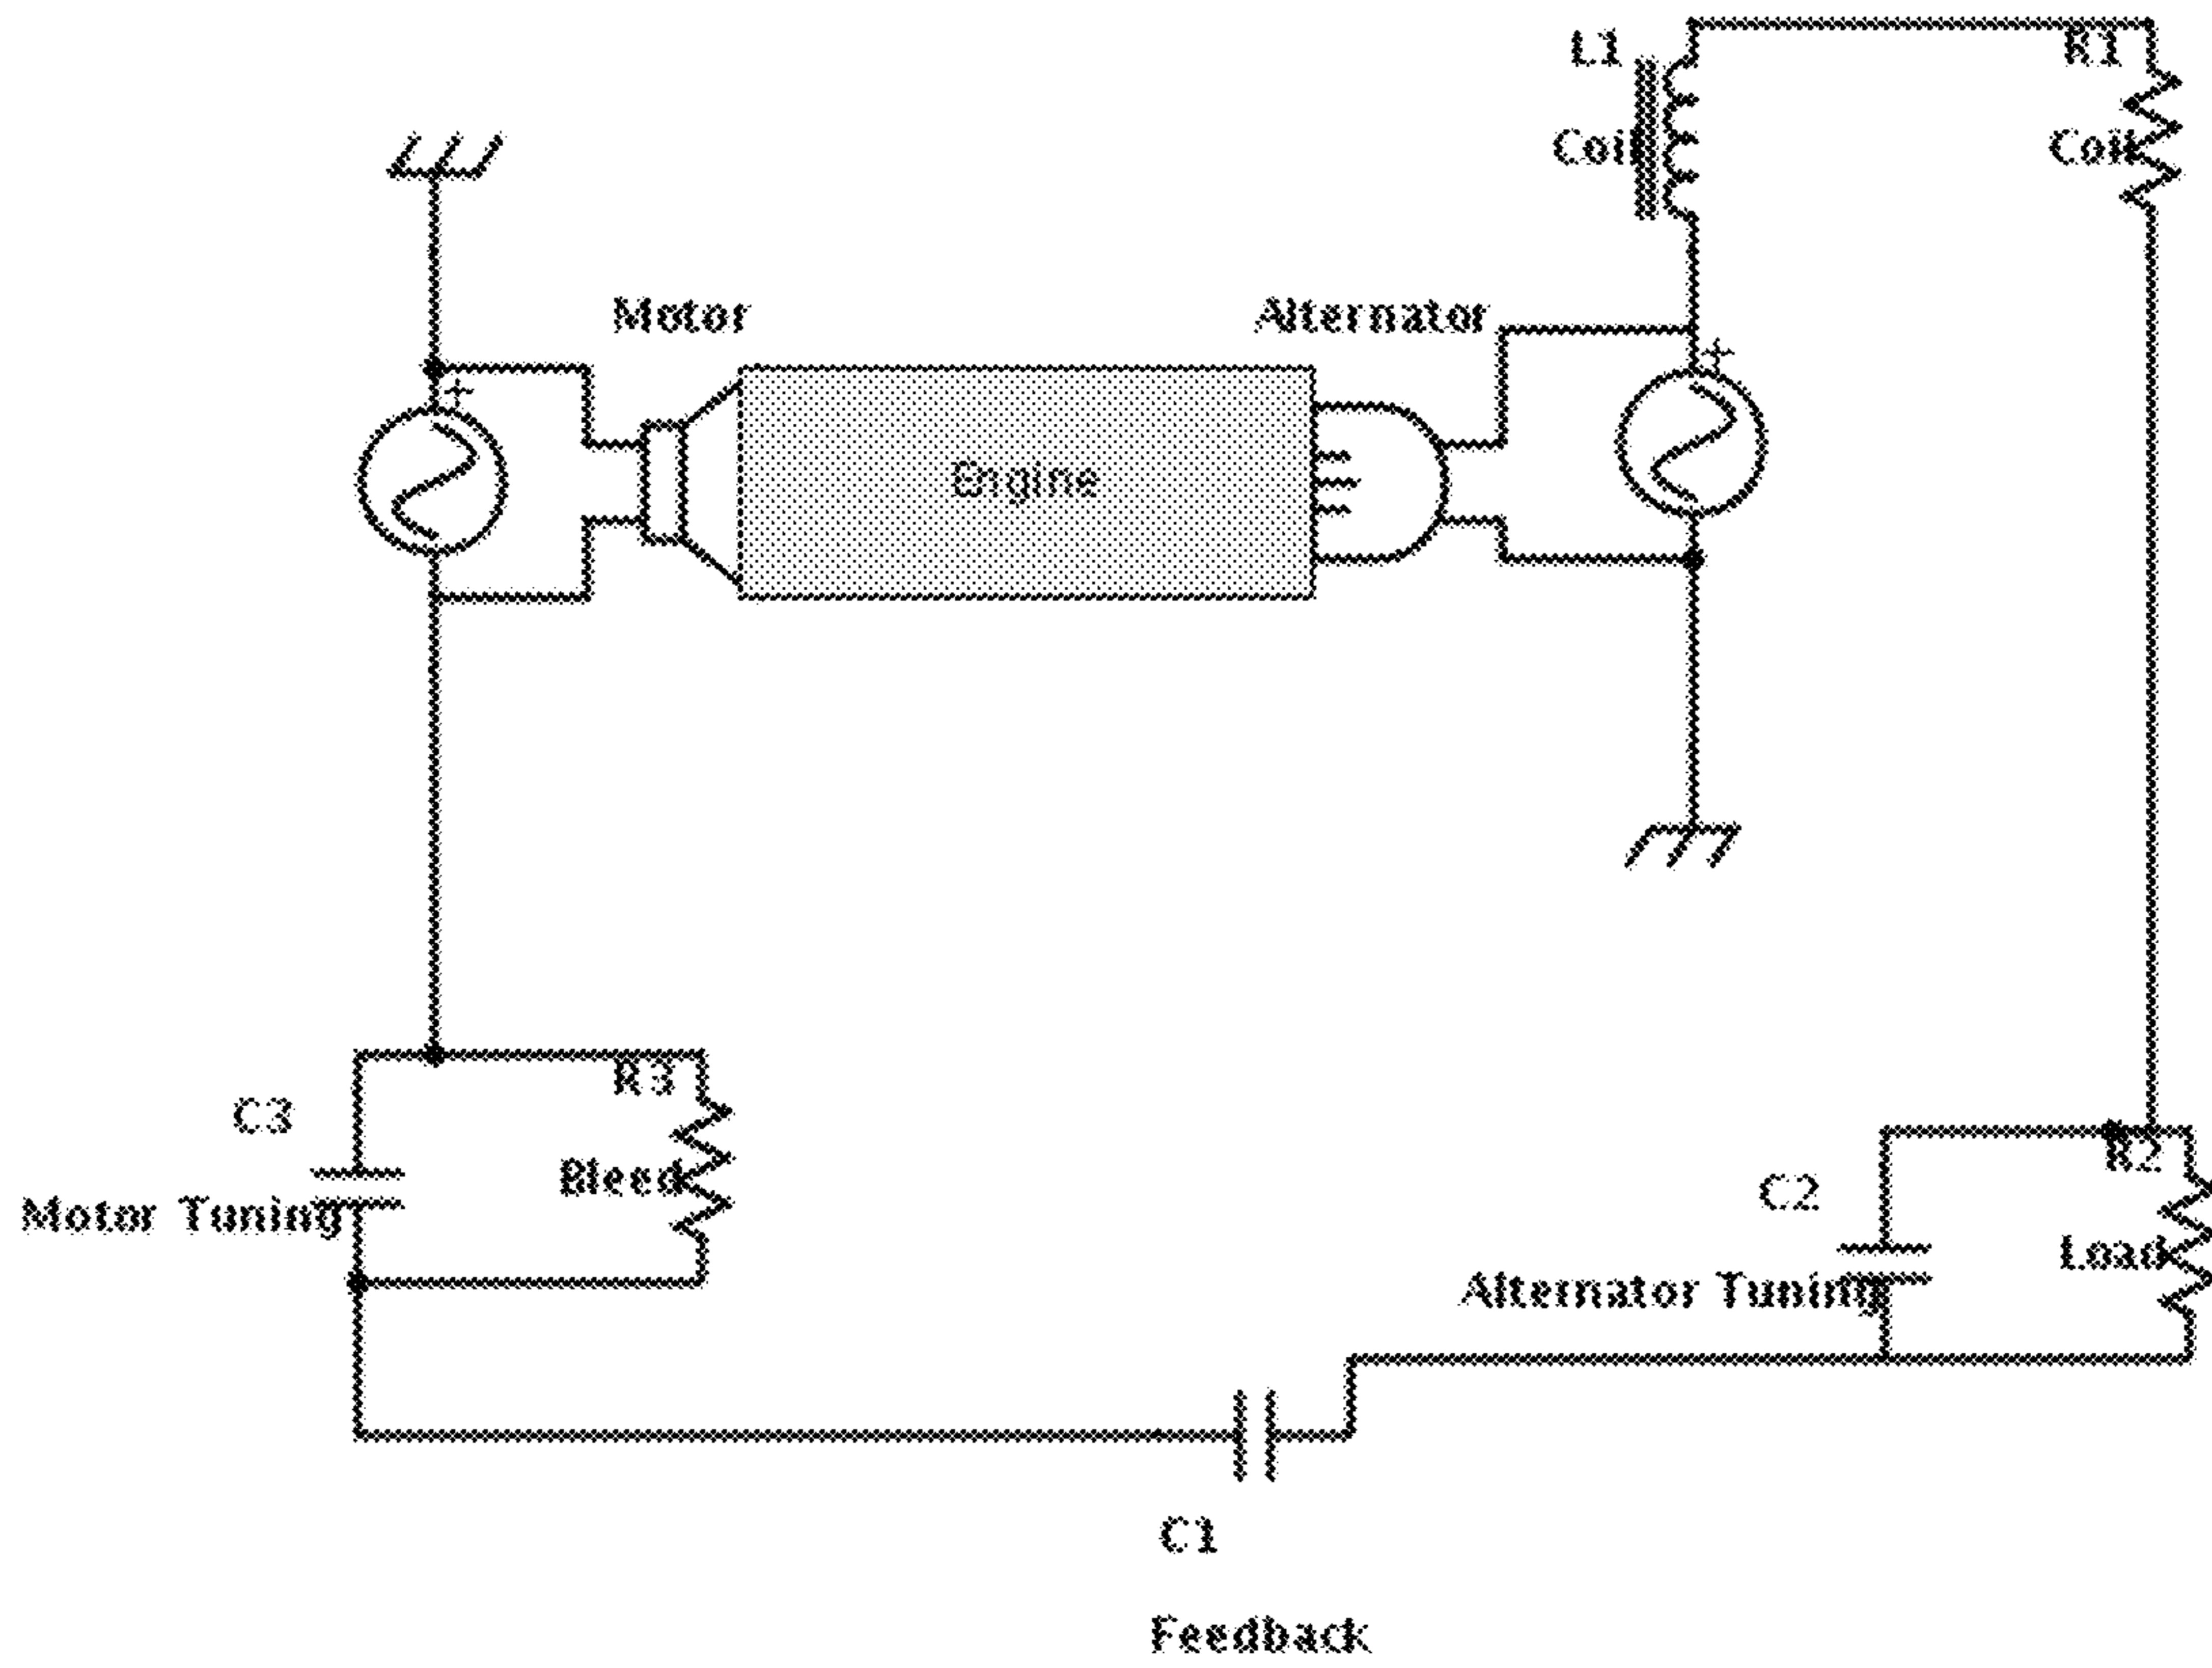 L1
R1
Coil
Coil
Motor
Alternator
+
+
Engine
R3
C3
Bleed
Motor Tuning
R2
C2
Load
Alternator Tuning
C1
Feedback